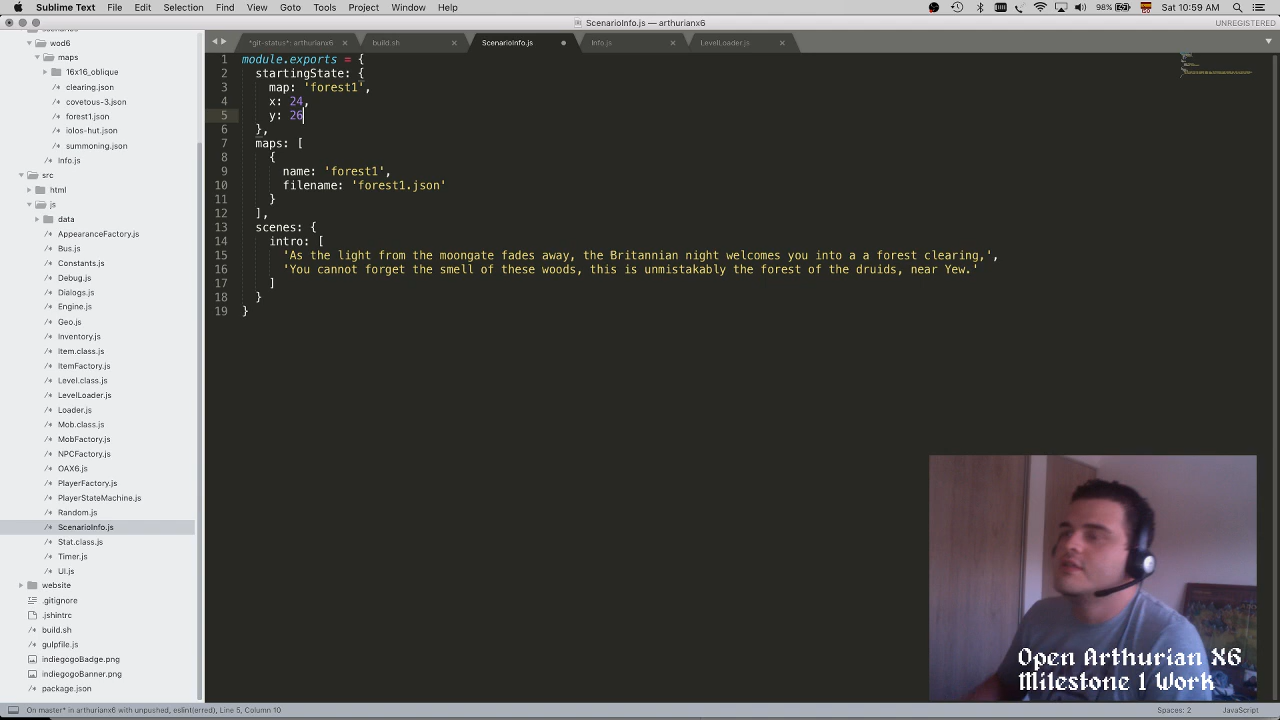 Sublime Text File Edit Selection Find View Goto Tools Project Window Help
98% Sat 10:59 AM
ScenarioInfo.js — arthurianx6
UNREGISTERED
*git-status*: arthurianx6
build.sh
ScenarioInfo.js
Info.js
LevelLoader.js
wod6
maps
16x16_oblique
clearing.json
covetous-3.json
forest1.json
iolos-hut.json
summoning.json
Info.js
src
html
js
data
AppearanceFactory.js
Bus.js
Constants.js
Debug.js
Dialogs.js
Engine.js
Geo.js
Inventory.js
Item.class.js
ItemFactory.js
Level.class.js
LevelLoader.js
Loader.js
Mob.class.js
MobFactory.js
NPCFactory.js
OAX6.js
PlayerFactory.js
PlayerStateMachine.js
Random.js
ScenarioInfo.js
Stat.class.js
Timer.js
UI.js
website
.gitignore
.jshintrc
build.sh
gulpfile.js
indiegogoBadge.png
indiegogoBanner.png
package.json
1 module.exports = {
2 startingState: {
3 map: 'forest1',
4 x: 24,
5 y: 26
6 },
7 maps: [
8 {
9 name: 'forest1',
10 filename: 'forest1.json'
11 }
12 ],
13 scenes: {
14 intro: [
15 'As the light from the moongate fades away, the Britannian night welcomes you into a a forest clearing,',
16 'You cannot forget the smell of these woods, this is unmistakably the forest of the druids, near Yew.'
17 ]
18 }
19 }
Open Arthurian X6
Milestone 1 Work
On master* in arthurianx6 with unpushed, eslint(erred), Line 5, Column 10
Spaces: 2
JavaScript